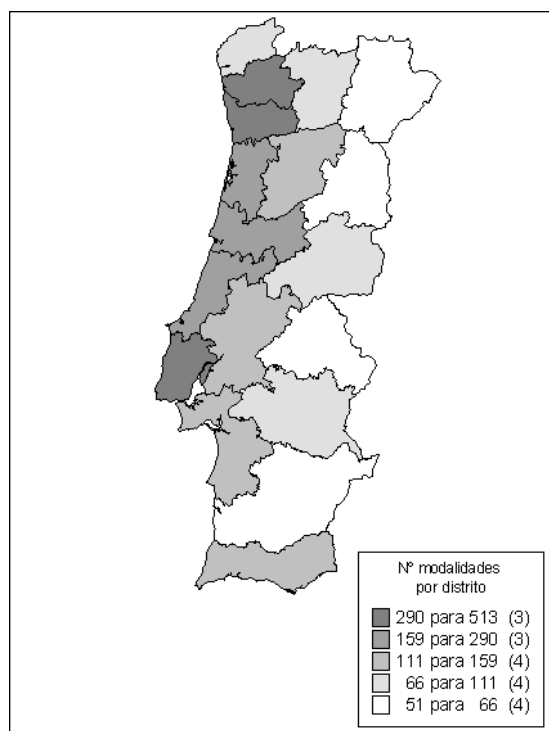 Nº modalidades
por distrito
290 para 513 (3)
159 para 290 (3)
111 para 159 (4)
66 para 111 (4)
51 para 66 (4)